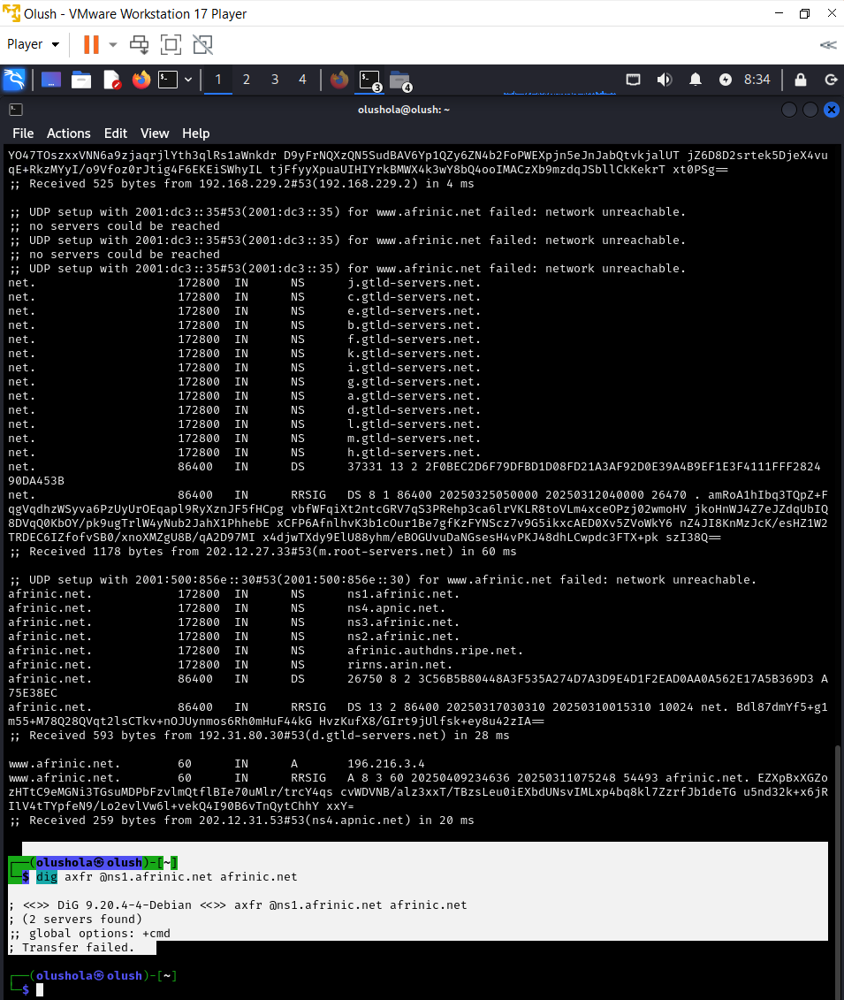 Olush - VMware Workstation 17 Player
Player
1 2 3 4 3 4 8:34
olushola@olush: ~
File Actions Edit View Help
YO47TOszxxVNN6a9zjaqrjlYth3qlRs1aWnkdr D9yFrNQXzQN5SudBAV6Yp1QZy6ZN4b2FoPWEXpjn5eJnJabQtvkjalUT jZ6D8D2srtek5DjeX4vu
qE+RkzMYyI/o9Vfoz0rJtig4F6EKEiSWhyIL tjFfyyXpuaUIHIYrkBMWX4k3wY8bQ4ooIMACzXb9mzdqJSbllCkKekrT xt0PSg==
;; Received 525 bytes from 192.168.229.2#53(192.168.229.2) in 4 ms
;; UDP setup with 2001:dc3::35#53(2001:dc3::35) for www.afrinic.net failed: network unreachable.
;; no servers could be reached
;; UDP setup with 2001:dc3::35#53(2001:dc3::35) for www.afrinic.net failed: network unreachable.
;; no servers could be reached
;; UDP setup with 2001:dc3::35#53(2001:dc3::35) for www.afrinic.net failed: network unreachable.
net. 172800 IN NS j.gtld-servers.net.
net. 172800 IN NS c.gtld-servers.net.
net. 172800 IN NS e.gtld-servers.net.
net. 172800 IN NS b.gtld-servers.net.
net. 172800 IN NS f.gtld-servers.net.
net. 172800 IN NS k.gtld-servers.net.
net. 172800 IN NS i.gtld-servers.net.
net. 172800 IN NS g.gtld-servers.net.
net. 172800 IN NS a.gtld-servers.net.
net. 172800 IN NS d.gtld-servers.net.
net. 172800 IN NS l.gtld-servers.net.
net. 172800 IN NS m.gtld-servers.net.
net. 172800 IN NS h.gtld-servers.net.
net. 86400 IN DS 37331 13 2 2F0BEC2D6F79DFBD1D08FD21A3AF92D0E39A4B9EF1E3F4111FFF2824
90DA453B
net. 86400 IN RRSIG DS 8 1 86400 20250325050000 20250312040000 26470 . amRoA1hIbq3TQpZ+F
qgVqdhzWSyva6PzUyUrOEqapl9RyXznJF5fHCpg vbfWFqiXt2ntcGRV7qS3PRehp3ca6lrVKLR8toVLm4xceOPzj02wmoHV jkoHnWJ4Z7eJZdqUbIQ
8DVqQ0KbOY/pk9ugTrlW4yNub2JahX1PhhebE xCFP6AfnlhvK3b1cOur1Be7gfKzFYNScz7v9G5ikxcAED0Xv5ZVoWkY6 nZ4JI8KnMzJcK/esHZ1W2
TRDEC6IZfofvSB0/xnoXMZgU8B/qA2D97MI x4djwTXdy9ElU88yhm/eBOGUvuDaNGsesH4vPKJ48dhLCwpdc3FTX+pk szI38Q==
;; Received 1178 bytes from 202.12.27.33#53(m.root-servers.net) in 60 ms
;; UDP setup with 2001:500:856e::30#53(2001:500:856e::30) for www.afrinic.net failed: network unreachable.
afrinic.net. 172800 IN NS ns1.afrinic.net.
afrinic.net. 172800 IN NS ns4.apnic.net.
afrinic.net. 172800 IN NS ns3.afrinic.net.
afrinic.net. 172800 IN NS ns2.afrinic.net.
afrinic.net. 172800 IN NS afrinic.authdns.ripe.net.
afrinic.net. 172800 IN NS rirns.arin.net.
afrinic.net. 86400 IN DS 26750 8 2 3C56B5B80448A3F535A274D7A3D9E4D1F2EAD0AA0A562E17A5B369D3 A
75E38EC
afrinic.net. 86400 IN RRSIG DS 13 2 86400 20250317030310 20250310015310 10024 net. Bdl87dmYf5+g1
m55+M78Q28QVqt2lsCTkv+nOJUynmos6Rh0mHuF44kG HvzKufX8/GIrt9jUlfsk+ey8u42zIA==
;; Received 593 bytes from 192.31.80.30#53(d.gtld-servers.net) in 28 ms
www.afrinic.net. 60 IN A 196.216.3.4
www.afrinic.net. 60 IN RRSIG A 8 3 60 20250409234636 20250311075248 54493 afrinic.net. EZXpBxXGZo
zHTtC9eMGNi3TGsuMDPbFzvlmQtflBIe70uMlr/trcY4qs cvWDVNB/alz3xxT/TBzsLeu0iEXbdUNsvIMLxp4bq8kl7ZzrfJb1deTG u5nd32k+x6jR
IlV4tTYpfeN9/Lo2evlVw6l+vekQ4I90B6vTnQytChhY xxY=
;; Received 259 bytes from 202.12.31.53#53(ns4.apnic.net) in 20 ms
┌──(olushola㉿olush)-[~]
└─$ dig axfr @ns1.afrinic.net afrinic.net
; <<>> DiG 9.20.4-4-Debian <<>> axfr @ns1.afrinic.net afrinic.net
; (2 servers found)
;; global options: +cmd
; Transfer failed.
┌──(olushola㉿olush)-[~]
└─$